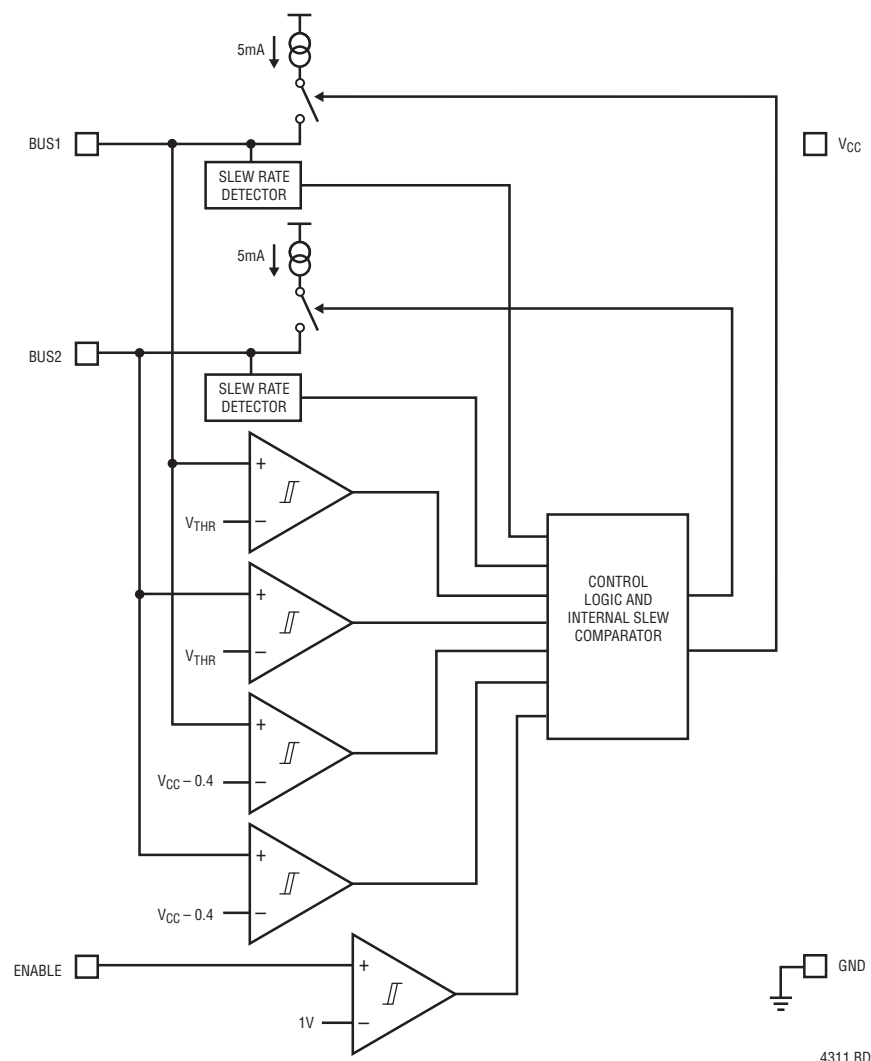 5mA
BUS1
VCC
SLEW RATE
DETECTOR
5mA
BUS2
SLEW RATE
DETECTOR
+
VTHR
–
+
VTHR
–
CONTROL
LOGIC AND
INTERNAL SLEW
COMPARATOR
+
VCC – 0.4
–
+
VCC – 0.4
–
ENABLE
+
GND
1V
–
4311 BD